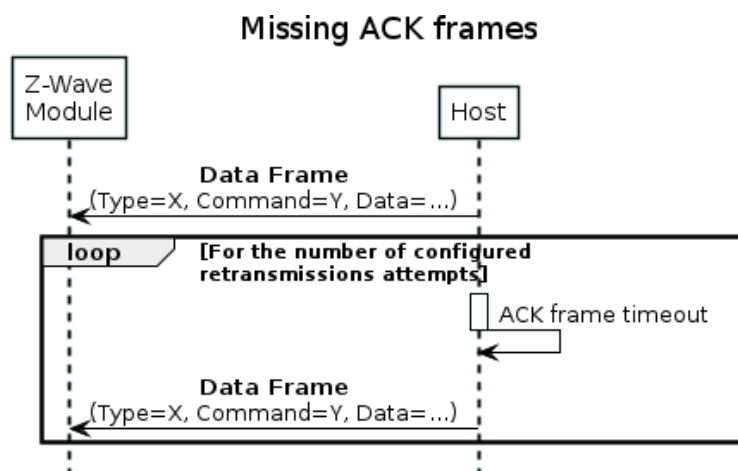 Missing ACK frames
Z-Wave
Module
Host
Data Frame
(Type=X, Command=Y, Data=...)
loop
[For the number of configured
retransmissions attempts]
ACK frame timeout
Data Frame
(Type=X, Command=Y, Data=...)